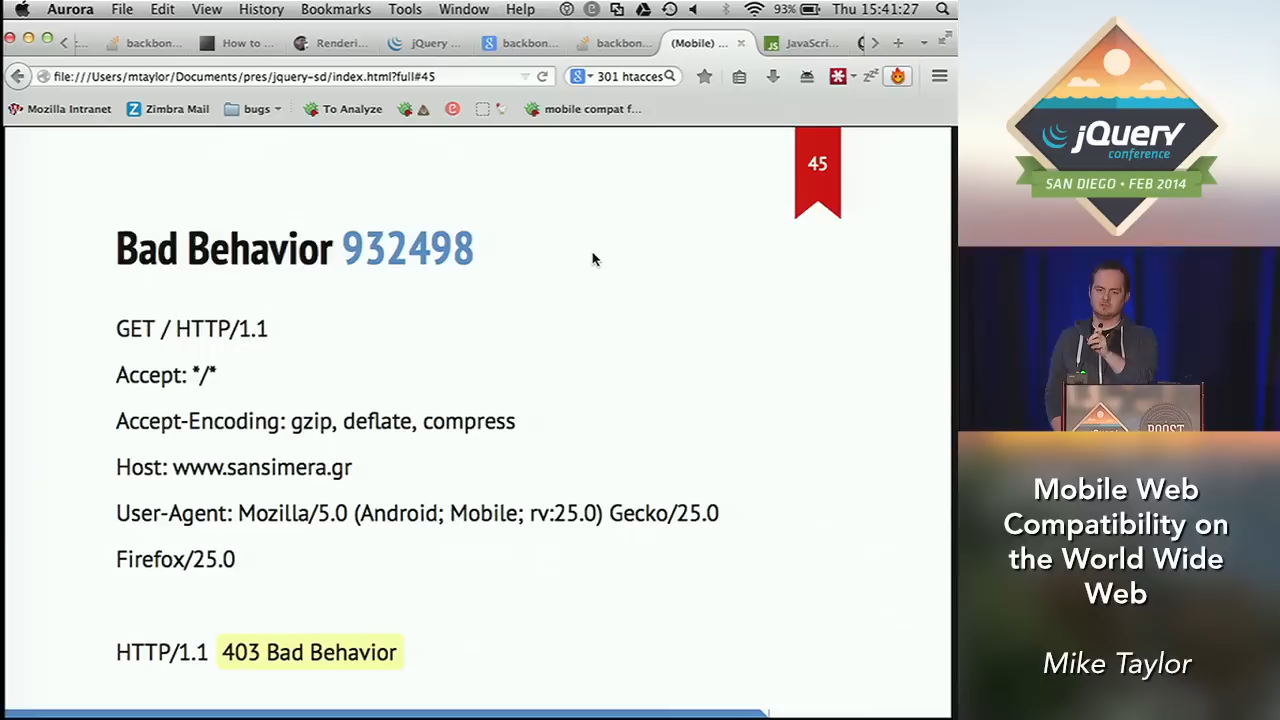 Aurora File Edit View History Bookmarks Tools Window Help 93% Thu 15:41:27
backbon... How to ... Renderi... jQuery ... backbon... backbon... (Mobile) ... JavaScri...
file:///Users/mtaylor/Documents/pres/jquery-sd/index.html?full#45 301 htacces
Mozilla Intranet Zimbra Mail bugs To Analyze mobile compat f...
45
Bad Behavior 932498
GET / HTTP/1.1
Accept: */*
Accept-Encoding: gzip, deflate, compress
Host: www.sansimera.gr
User-Agent: Mozilla/5.0 (Android; Mobile; rv:25.0) Gecko/25.0
Firefox/25.0
HTTP/1.1 403 Bad Behavior
jQuery
conference
SAN DIEGO • FEB 2014
BOOST
Mobile Web
Compatibility on
the World Wide
Web
Mike Taylor